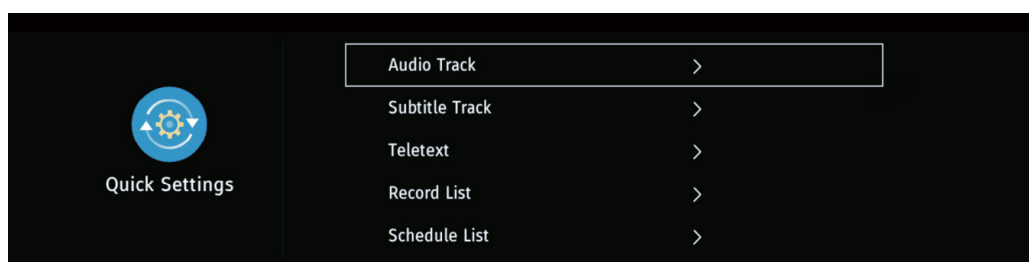 Audio Track
Subtitle Track
Teletext
Quick Settings
Record List
Schedule List